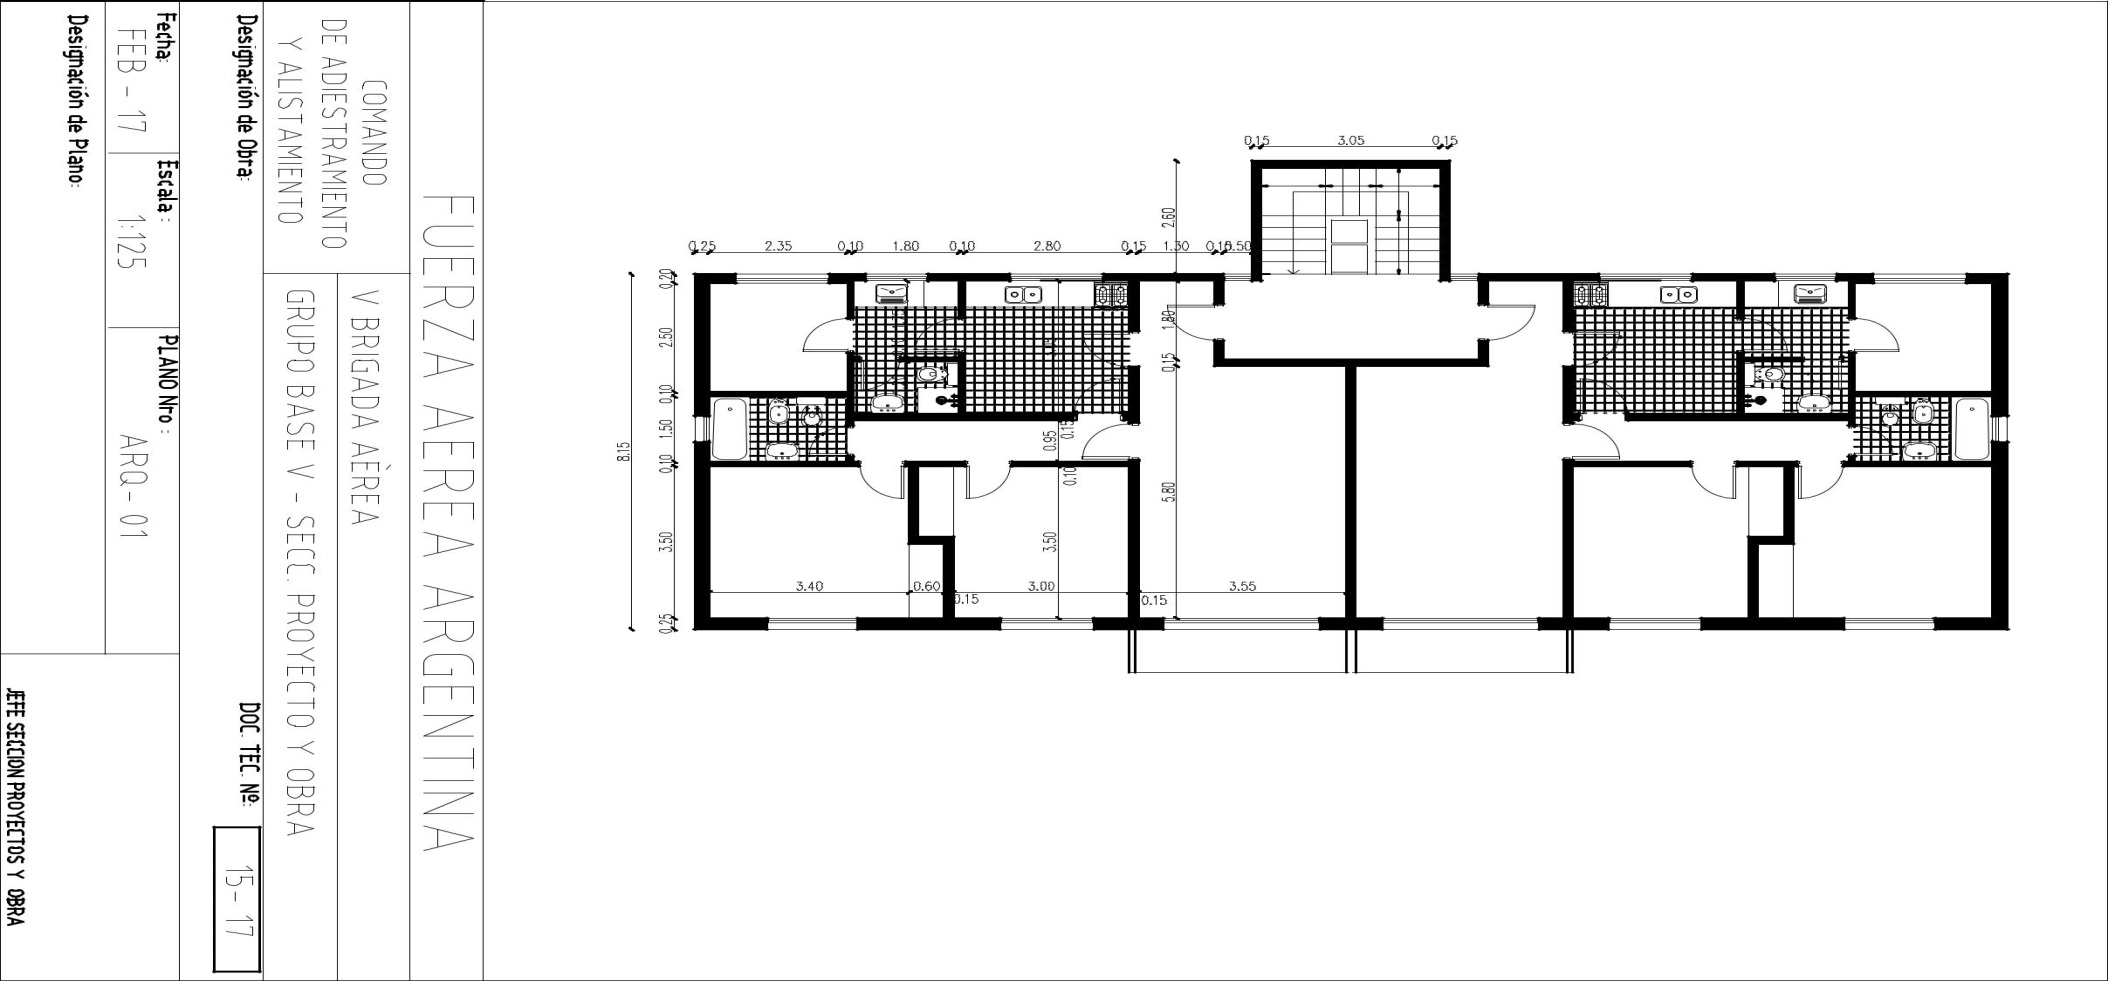 FUERZA AEREA ARGENTINA
COMANDO
DE ADIESTRAMIENTO
Y ALISTAMIENTO
V BRIGADA AÈREA
GRUPO BASE V - SECC. PROYECTO Y OBRA
Designación de Obra:
DOC. TEC. Nº:
15- 17
Fecha:
FEB - 17
Escala :
1:125
PLANO Nro :
ARQ- 01
Designación de Plano:
JEFE SECCION PROYECTOS Y OBRA
0.15 3.05 0.15
2.60
0.25 2.35 0.10 1.80 0.10 2.80 0.15 1.30 0.15 0.50
0.20
2.50
0.10
1.50
0.10
3.50
0.25
8.15
0.15
0.95
0.15
0.10
5.80
3.50
3.40 0.60 3.00 3.55
0.15 0.15